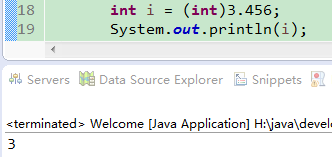 18 int i = (int)3.456;
19 System.out.println(i);
Servers Data Source Explorer Snippets
<terminated> Welcome [Java Application] H:\java\develo
3